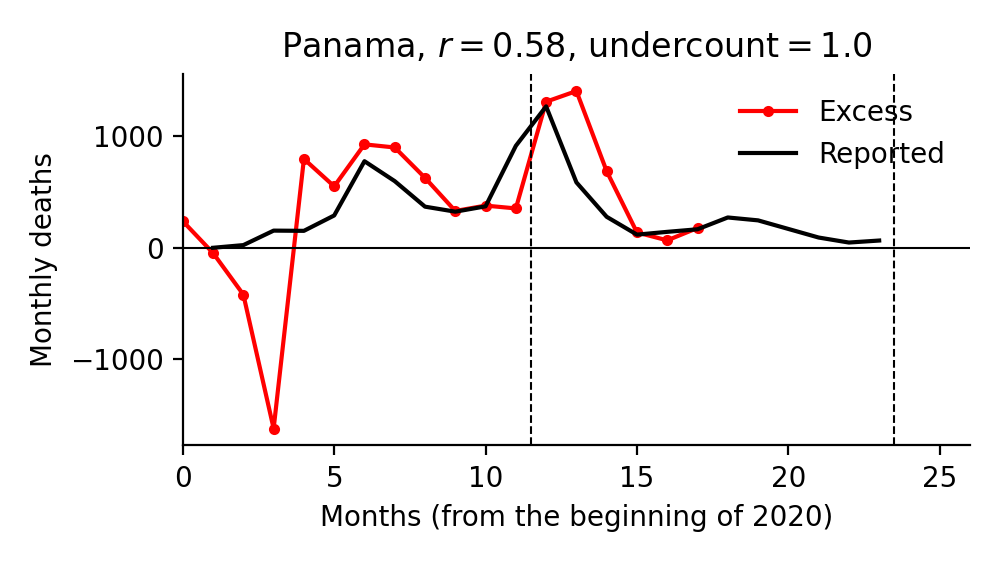 Panama, r = 0.58, undercount = 1.0
Excess
Reported
Monthly deaths
1000
0
−1000
0 5 10 15 20 25
Months (from the beginning of 2020)